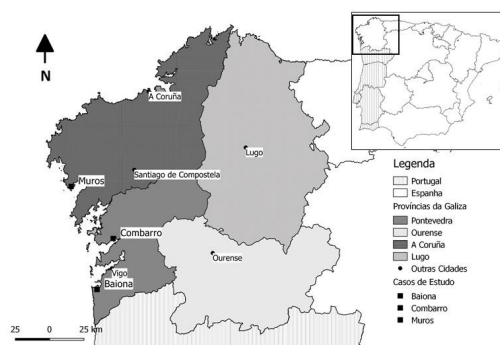 N
A Coruña
Lugo
Santiago de Compostela
Muros
Combarro
Ourense
Vigo
Baiona
25 0 25 km
Legenda
Portugal
Espanha
Províncias da Galiza
Pontevedra
Ourense
A Coruña
Lugo
Outras Cidades
Casos de Estudo
Baiona
Combarro
Muros